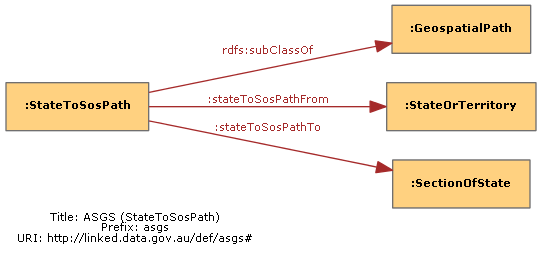 :GeospatialPath
rdfs:subClassOf
:StateToSosPath
:stateToSosPathFrom
:StateOrTerritory
:stateToSosPathTo
:SectionOfState
Title: ASGS (StateToSosPath)
Prefix: asgs
URI: http://linked.data.gov.au/def/asgs#